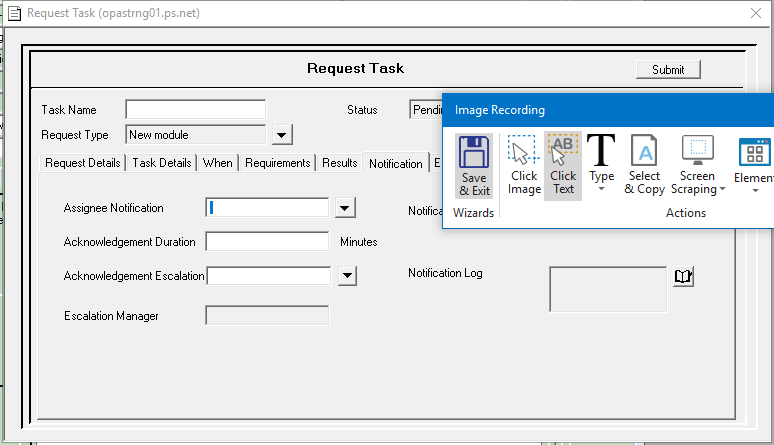 Request Task (opastrng01.ps.net)
Request Task
Submit
Task Name
Status
Pendin
Request Type
New module
Request Details
Task Details
When
Requirements
Results
Notification
E
Assignee Notification
Notifica
Acknowledgement Duration
Minutes
Acknowledgement Escalation
Notification Log
Escalation Manager
Image Recording
Save
& Exit
Click
Image
AB
Click
Text
T
Type
A
Select
& Copy
Screen
Scraping
Element
Wizards
Actions